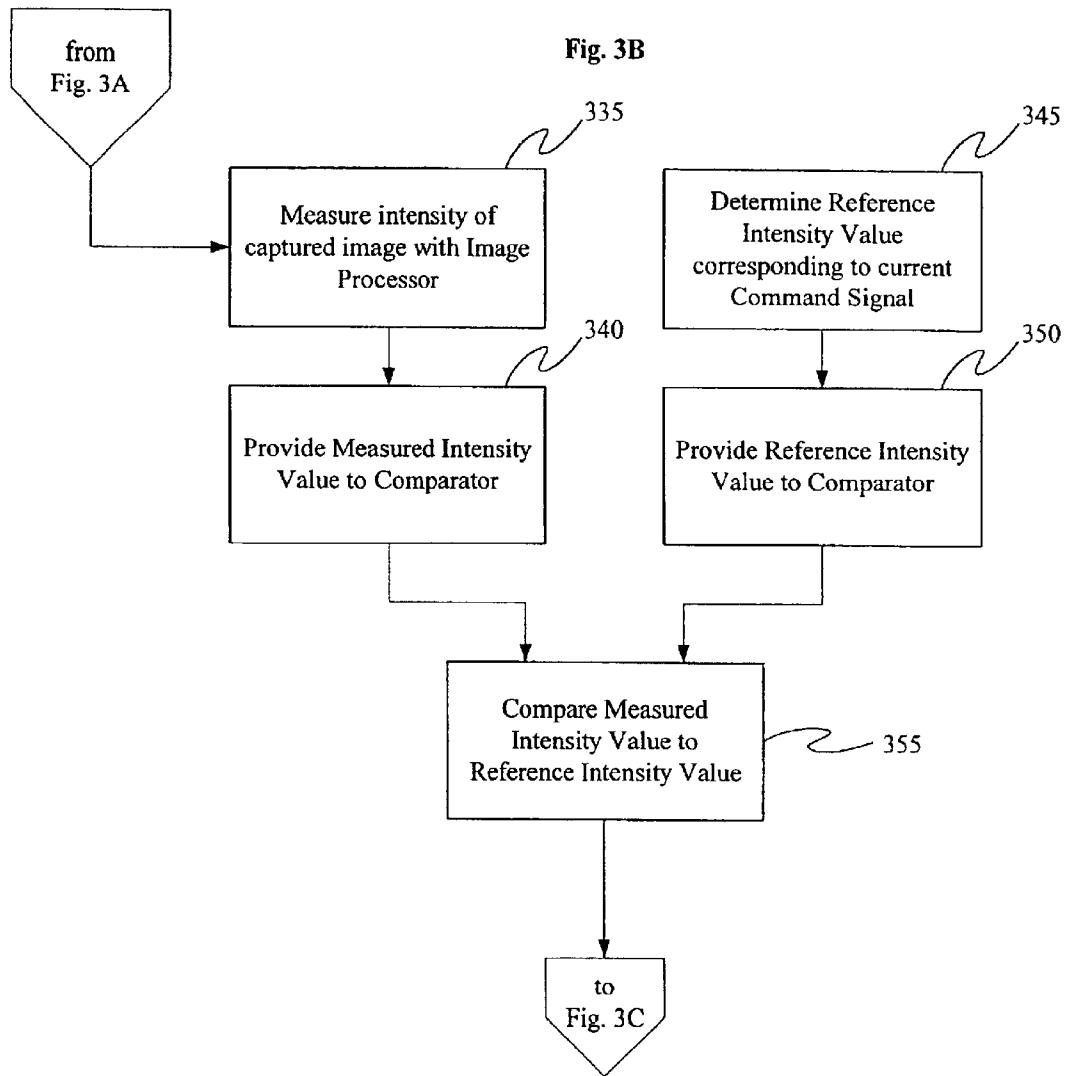 from
Fig. 3A
Fig. 3B
335
345
Measure intensity of
captured image with Image
Processor
Determine Reference
Intensity Value
corresponding to current
Command Signal
340
350
Provide Measured Intensity
Value to Comparator
Provide Reference Intensity
Value to Comparator
Compare Measured
Intensity Value to
Reference Intensity Value
355
to
Fig. 3C